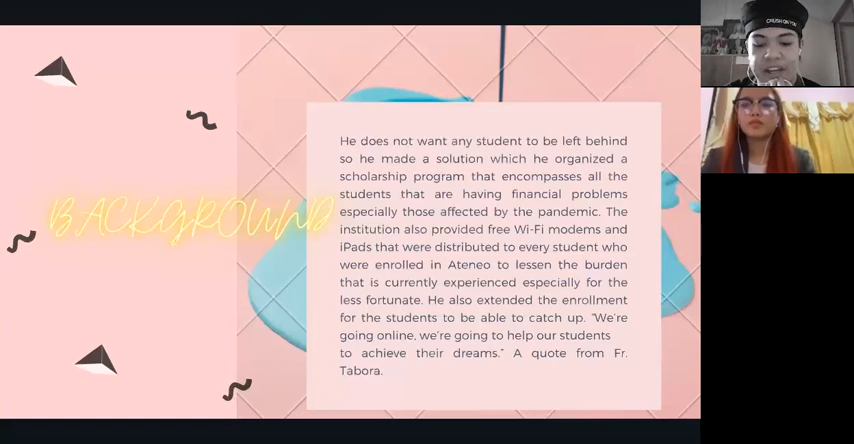 BACKGROUND
He does not want any student to be left behind
so he made a solution which he organized a
scholarship program that encompasses all the
students that are having financial problems
especially those affected by the pandemic. The
institution also provided free Wi-Fi modems and
iPads that were distributed to every student who
were enrolled in Ateneo to lessen the burden
that is currently experienced especially for the
less fortunate. He also extended the enrollment
for the students to be able to catch up. “We’re
going online, we’re going to help our students
to achieve their dreams.” A quote from Fr.
Tabora.
CRUSH ON YOU